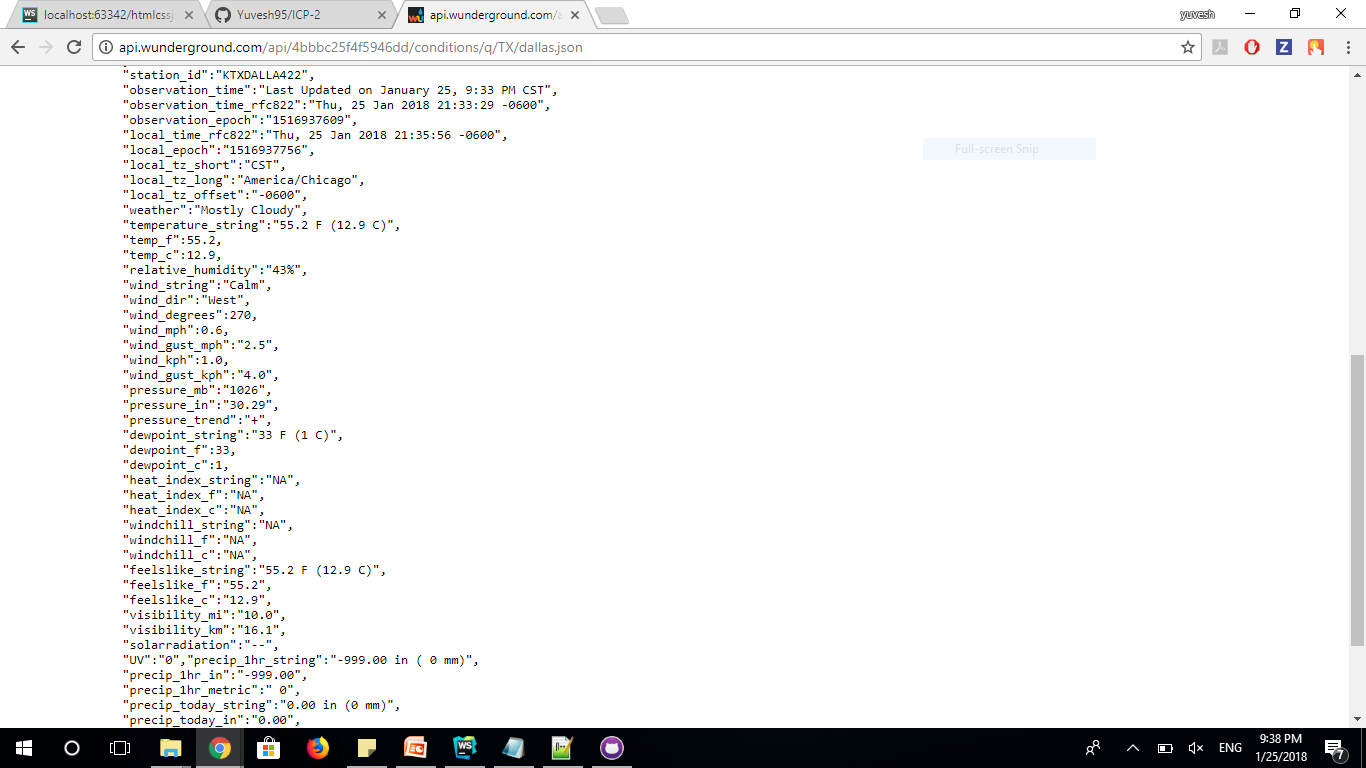 localhost:63342/htmlcssj
Yuvesh95/ICP-2
api.wunderground.com/a
yuvesh
api.wunderground.com/api/4bbbc25f4f5946dd/conditions/q/TX/dallas.json
"station_id":"KTXDALLA422",
"observation_time":"Last Updated on January 25, 9:33 PM CST",
"observation_time_rfc822":"Thu, 25 Jan 2018 21:33:29 -0600",
"observation_epoch":"1516937609",
"local_time_rfc822":"Thu, 25 Jan 2018 21:35:56 -0600",
"local_epoch":"1516937756",
Full-screen Snip
"local_tz_short":"CST",
"local_tz_long":"America/Chicago",
"local_tz_offset":"-0600",
"weather":"Mostly Cloudy",
"temperature_string":"55.2 F (12.9 C)",
"temp_f":55.2,
"temp_c":12.9,
"relative_humidity":"43%",
"wind_string":"Calm",
"wind_dir":"West",
"wind_degrees":270,
"wind_mph":0.6,
"wind_gust_mph":"2.5",
"wind_kph":1.0,
"wind_gust_kph":"4.0",
"pressure_mb":"1026",
"pressure_in":"30.29",
"pressure_trend":"+",
"dewpoint_string":"33 F (1 C)",
"dewpoint_f":33,
"dewpoint_c":1,
"heat_index_string":"NA",
"heat_index_f":"NA",
"heat_index_c":"NA",
"windchill_string":"NA",
"windchill_f":"NA",
"windchill_c":"NA",
"feelslike_string":"55.2 F (12.9 C)",
"feelslike_f":"55.2",
"feelslike_c":"12.9",
"visibility_mi":"10.0",
"visibility_km":"16.1",
"solarradiation":"--",
"UV":"0","precip_1hr_string":"-999.00 in ( 0 mm)",
"precip_1hr_in":"-999.00",
"precip_1hr_metric":" 0",
"precip_today_string":"0.00 in (0 mm)",
"precip_today_in":"0.00",
ENG
9:38 PM
1/25/2018
7